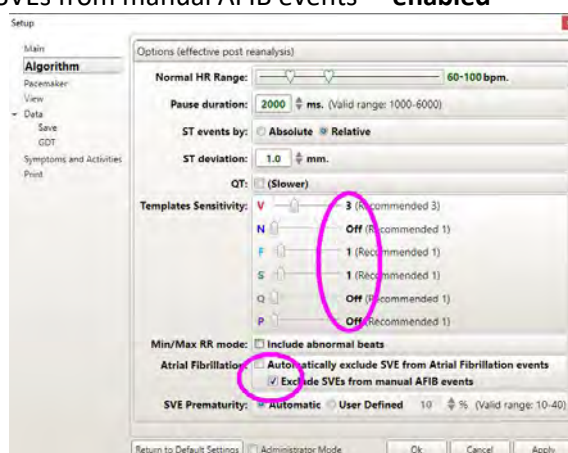 SVEs from manual AFIB events – enabled
Setup
Main
Algorithm
Pacemaker
View
Data
Save
GDT
Symptoms and Activities
Print
Options (effective post reanalysis)
Normal HR Range: 60-100 bpm.
Pause duration: 2000 ms. (Valid range: 1000-6000)
ST events by: Absolute Relative
ST deviation: 1.0 mm.
QT: (Slower)
Templates Sensitivity: V 3 (Recommended 3)
N Off (Recommended 1)
F 1 (Recommended 1)
S 1 (Recommended 1)
Q Off (Recommended 1)
P Off (Recommended 1)
Min/Max RR mode: Include abnormal beats
Atrial Fibrillation: Automatically exclude SVE from Atrial Fibrillation events
Exclude SVEs from manual AFIB events
SVE Prematurity: Automatic User Defined 10 % (Valid range: 10-40)
Return to Default Settings Administrator Mode Ok Cancel Apply